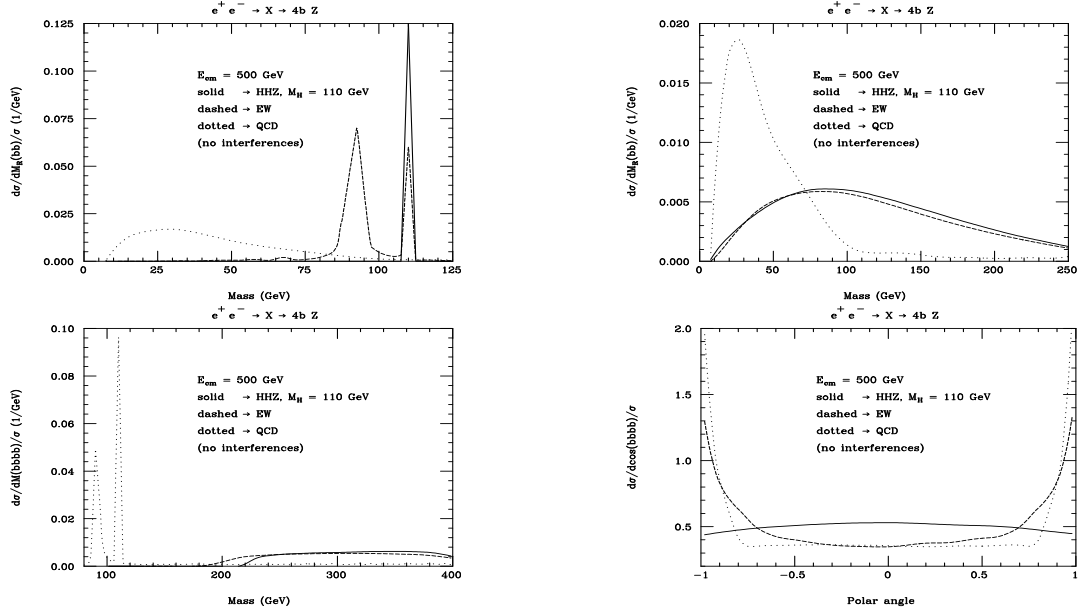 e⁺ e⁻ → X → 4b Z
0.125
0.100
0.075
0.050
0.025
0.000
dσ/dM_R(bb)/σ (1/GeV)
E_cm = 500 GeV
solid → HHZ, M_H = 110 GeV
dashed → EW
dotted → QCD
(no interferences)
0 25 50 75 100 125
Mass (GeV)
e⁺ e⁻ → X → 4b Z
0.020
0.015
0.010
0.005
0.000
dσ/dM_R(bb)/σ (1/GeV)
E_cm = 500 GeV
solid → HHZ, M_H = 110 GeV
dashed → EW
dotted → QCD
(no interferences)
0 50 100 150 200 250
Mass (GeV)
e⁺ e⁻ → X → 4b Z
0.10
0.08
0.06
0.04
0.02
0.00
dσ/dM(bbbb)/σ (1/GeV)
E_cm = 500 GeV
solid → HHZ, M_H = 110 GeV
dashed → EW
dotted → QCD
(no interferences)
100 200 300 400
Mass (GeV)
e⁺ e⁻ → X → 4b Z
2.0
1.5
1.0
0.5
dσ/dcos(bbbb)/σ
E_cm = 500 GeV
solid → HHZ, M_H = 110 GeV
dashed → EW
dotted → QCD
(no interferences)
−1 −0.5 0 0.5 1
Polar angle